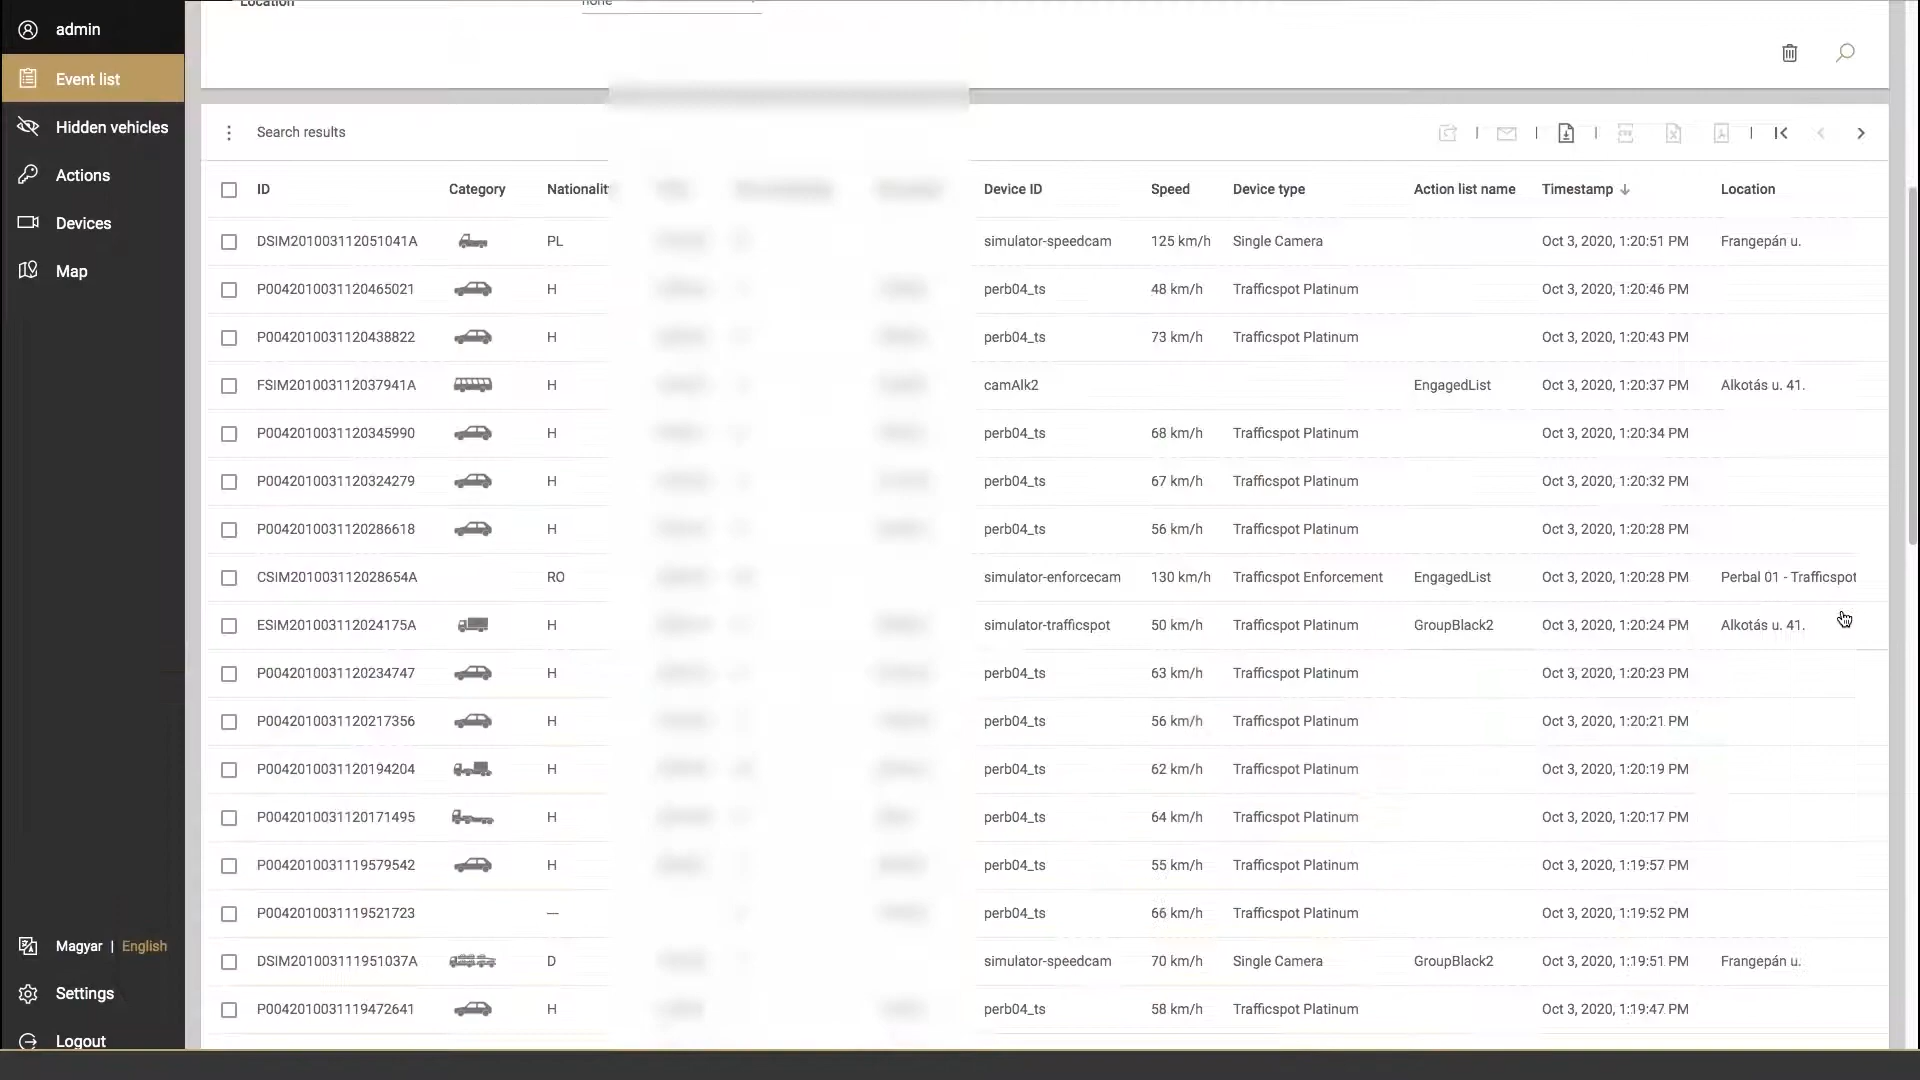 Location
none
admin
Event list
Hidden vehicles
Actions
Devices
Map
Magyar | English
Settings
Logout
Search results
ID Category Nationalit Device ID Speed Device type Action list name Timestamp Location
DSIM201003112051041A PL simulator-speedcam 125 km/h Single Camera Oct 3, 2020, 1:20:51 PM Frangepán u.
P0042010031120465021 H perb04_ts 48 km/h Trafficspot Platinum Oct 3, 2020, 1:20:46 PM
P0042010031120438822 H perb04_ts 73 km/h Trafficspot Platinum Oct 3, 2020, 1:20:43 PM
FSIM201003112037941A H camAlk2 EngagedList Oct 3, 2020, 1:20:37 PM Alkotás u. 41.
P0042010031120345990 H perb04_ts 68 km/h Trafficspot Platinum Oct 3, 2020, 1:20:34 PM
P0042010031120324279 H perb04_ts 67 km/h Trafficspot Platinum Oct 3, 2020, 1:20:32 PM
P0042010031120286618 H perb04_ts 56 km/h Trafficspot Platinum Oct 3, 2020, 1:20:28 PM
CSIM201003112028654A RO simulator-enforcecam 130 km/h Trafficspot Enforcement EngagedList Oct 3, 2020, 1:20:28 PM Perbal 01 - Trafficspot
ESIM201003112024175A H simulator-trafficspot 50 km/h Trafficspot Platinum GroupBlack2 Oct 3, 2020, 1:20:24 PM Alkotás u. 41.
P0042010031120234747 H perb04_ts 63 km/h Trafficspot Platinum Oct 3, 2020, 1:20:23 PM
P0042010031120217356 H perb04_ts 56 km/h Trafficspot Platinum Oct 3, 2020, 1:20:21 PM
P0042010031120194204 H perb04_ts 62 km/h Trafficspot Platinum Oct 3, 2020, 1:20:19 PM
P0042010031120171495 H perb04_ts 64 km/h Trafficspot Platinum Oct 3, 2020, 1:20:17 PM
P0042010031119579542 H perb04_ts 55 km/h Trafficspot Platinum Oct 3, 2020, 1:19:57 PM
P0042010031119521723 — perb04_ts 66 km/h Trafficspot Platinum Oct 3, 2020, 1:19:52 PM
DSIM201003111951037A D simulator-speedcam 70 km/h Single Camera GroupBlack2 Oct 3, 2020, 1:19:51 PM Frangepán u.
P0042010031119472641 H perb04_ts 58 km/h Trafficspot Platinum Oct 3, 2020, 1:19:47 PM